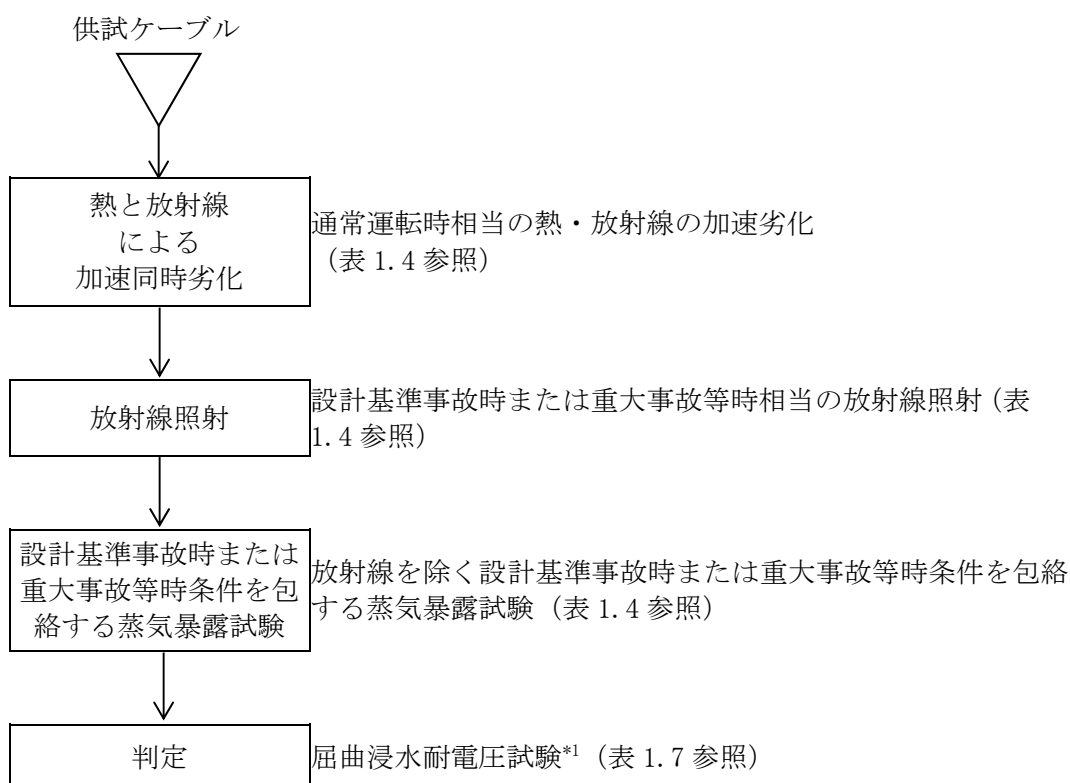 供試ケーブル
熱と放射線
による
加速同時劣化
通常運転時相当の熱・放射線の加速劣化
（表 1.4 参照）
放射線照射
設計基準事故時または重大事故等時相当の放射線照射（表
1.4 参照）
設計基準事故時または
重大事故等時条件を包
絡する蒸気暴露試験
放射線を除く設計基準事故時または重大事故等時条件を包絡
する蒸気暴露試験（表 1.4 参照）
判定
屈曲浸水耐電圧試験*1（表 1.7 参照）